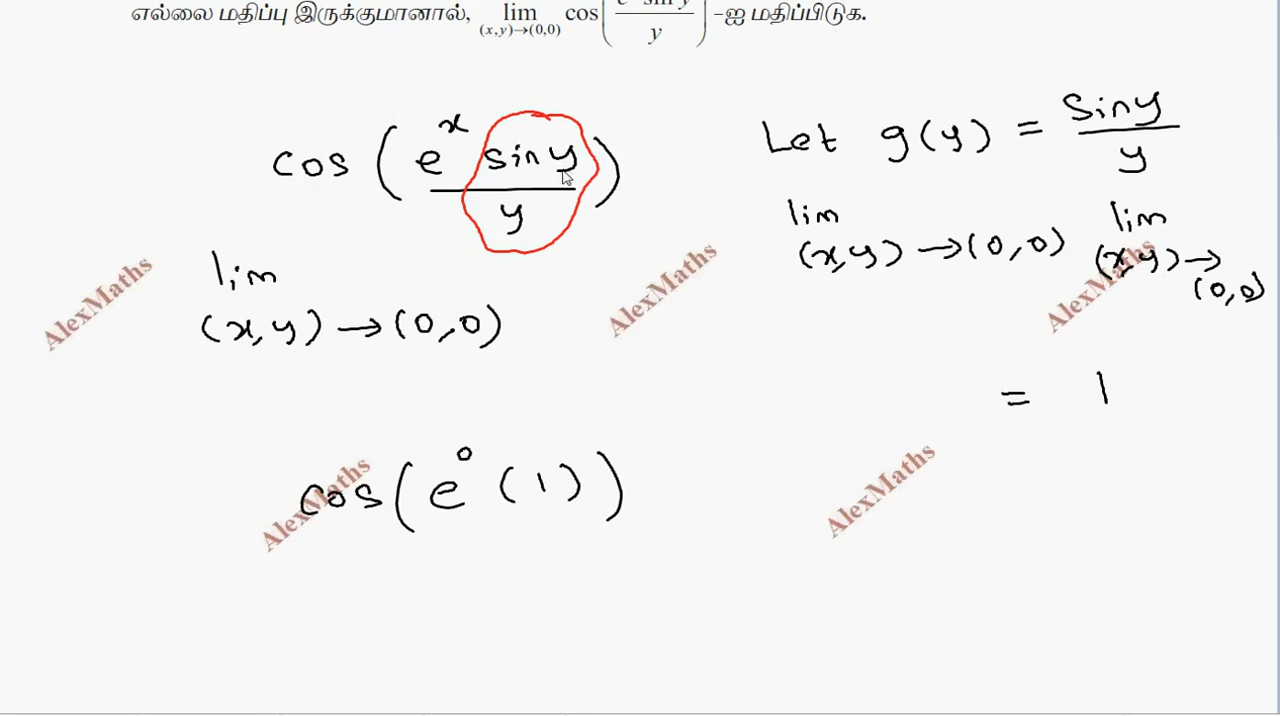 எல்லை மதிப்பு இருக்குமானால், lim (x,y)→(0,0) cos(e^x sin y / y) -ஐ மதிப்பிடுக.
cos ( e^x sin y / y )
Let g(y) = sin y / y
lim (x,y) → (0,0)
lim (x,y) → (0,0)
lim (x,y) → (0,0)
= 1
cos ( e^0 (1) )
AlexMaths
AlexMaths
AlexMaths
AlexMaths
AlexMaths